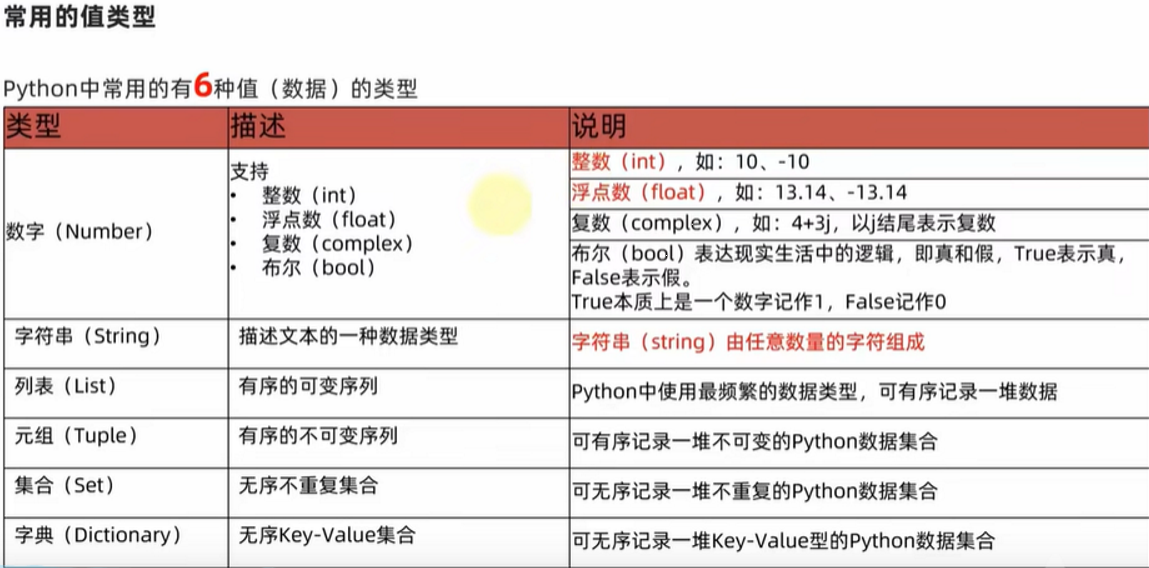 常用的值类型
Python中常用的有6种值（数据）的类型
类型 描述 说明
数字（Number）
支持
• 整数（int）
• 浮点数（float）
• 复数（complex）
• 布尔（bool）
整数（int），如：10、-10
浮点数（float），如：13.14、-13.14
复数（complex），如：4+3j，以j结尾表示复数
布尔（bool）表达现实生活中的逻辑，即真和假，True表示真，
False表示假。
True本质上是一个数字记作1，False记作0
字符串（String） 描述文本的一种数据类型 字符串（string）由任意数量的字符组成
列表（List） 有序的可变序列 Python中使用最频繁的数据类型，可有序记录一堆数据
元组（Tuple） 有序的不可变序列 可有序记录一堆不可变的Python数据集合
集合（Set） 无序不重复集合 可无序记录一堆不重复的Python数据集合
字典（Dictionary） 无序Key-Value集合 可无序记录一堆Key-Value型的Python数据集合